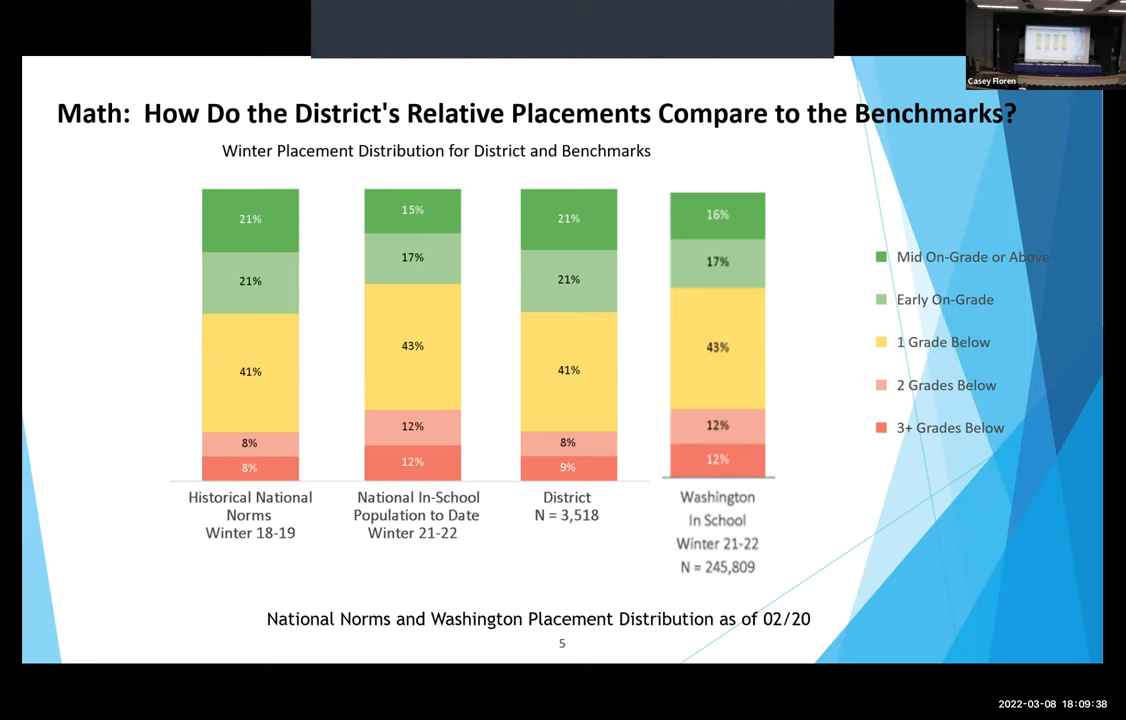 Casey Floren
Math:  How Do the District's Relative Placements Compare to the Benchmarks?
Winter Placement Distribution for District and Benchmarks
21%
21%
41%
8%
8%
15%
17%
43%
12%
12%
21%
21%
41%
8%
9%
16%
17%
43%
12%
12%
Mid On-Grade or Above
Early On-Grade
1 Grade Below
2 Grades Below
3+ Grades Below
Historical National
Norms
Winter 18-19
National In-School
Population to Date
Winter 21-22
District
N = 3,518
Washington
In School
Winter 21-22
N = 245,809
National Norms and Washington Placement Distribution as of 02/20
5
2022-03-08 18:09:38